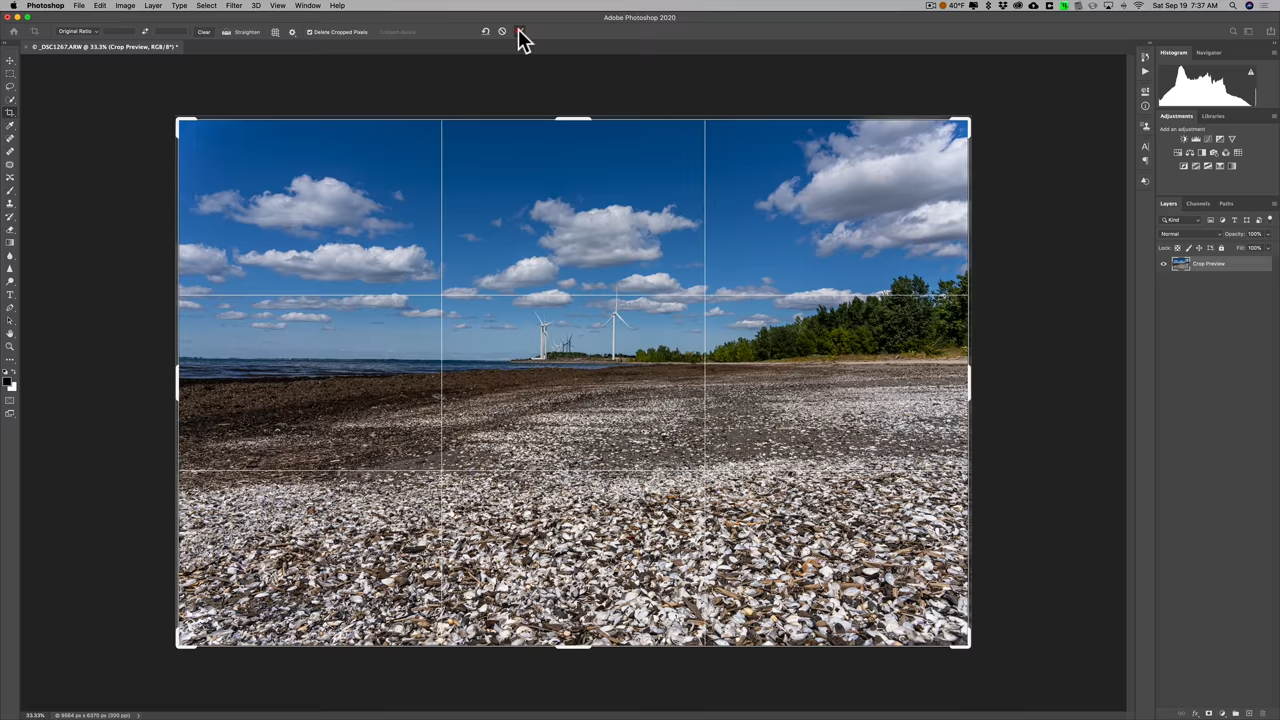 Photoshop File Edit Image Layer Type Select Filter 3D View Window Help 40°F Sat Sep 19 7:37 AM
Adobe Photoshop 2020
Original Ratio Clear Straighten Delete Cropped Pixels Content-Aware
© _DSC1267.ARW @ 33.3% (Crop Preview, RGB/8*) *
Histogram Navigator
Adjustments Libraries
Add an adjustment
Layers Channels Paths
Kind
Normal Opacity: 100%
Lock: Fill: 100%
Crop Preview
33.33%